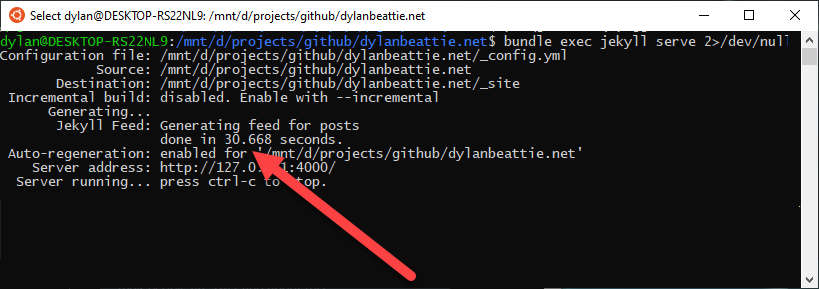 Select dylan@DESKTOP-RS22NL9: /mnt/d/projects/github/dylanbeattie.net
dylan@DESKTOP-RS22NL9:/mnt/d/projects/github/dylanbeattie.net$ bundle exec jekyll serve 2>/dev/null
Configuration file: /mnt/d/projects/github/dylanbeattie.net/_config.yml
Source: /mnt/d/projects/github/dylanbeattie.net
Destination: /mnt/d/projects/github/dylanbeattie.net/_site
Incremental build: disabled. Enable with --incremental
Generating...
Jekyll Feed: Generating feed for posts
done in 30.668 seconds.
Auto-regeneration: enabled for '/mnt/d/projects/github/dylanbeattie.net'
Server address: http://127.0. 1:4000/
Server running... press ctrl-c to top.